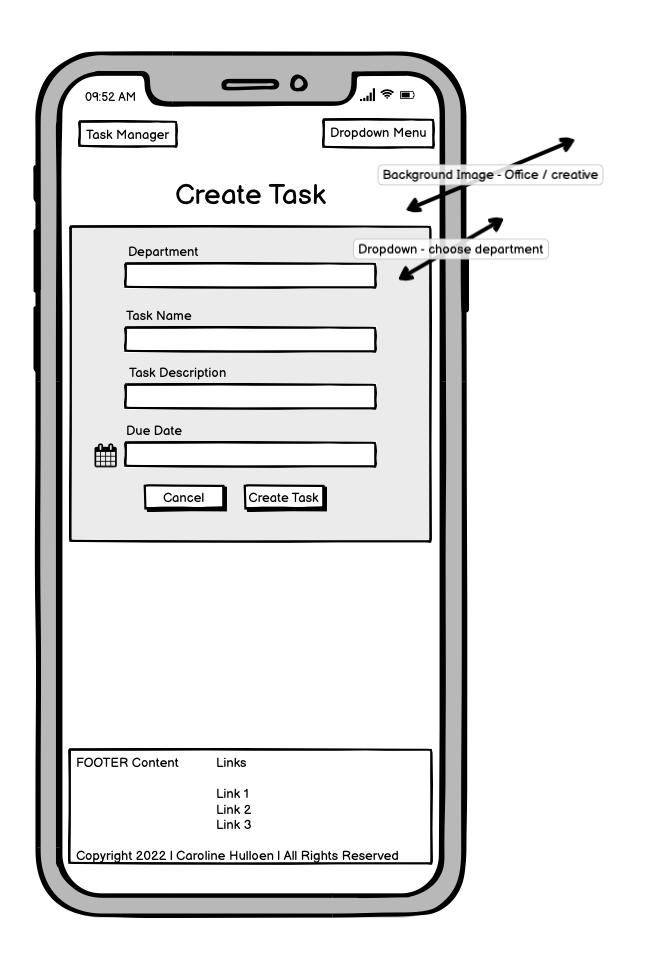 09:52 AM
Task Manager
Dropdown Menu
Background Image - Office / creative
Create Task
Dropdown - choose department
Department
Task Name
Task Description
Due Date
Cancel
Create Task
FOOTER Content
Links
Link 1
Link 2
Link 3
Copyright 2022 I Caroline Hulloen I All Rights Reserved